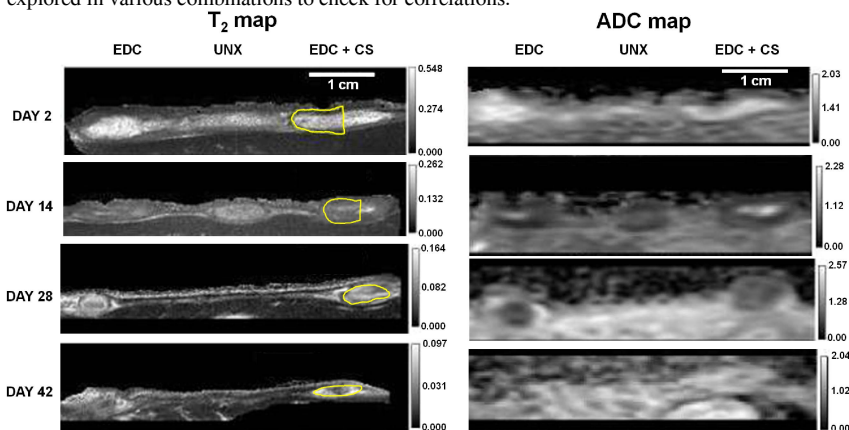 explored in various combinations to check for correlations.
T2 map ADC map
EDC UNX EDC + CS EDC UNX EDC + CS
1 cm 1 cm
DAY 2 0.548 0.274 0.000 2.03 1.41 0.00
DAY 14 0.262 0.132 0.000 2.28 1.12 0.00
DAY 28 0.164 0.082 0.000 2.57 1.28 0.00
DAY 42 0.097 0.031 0.000 2.04 1.02 0.00